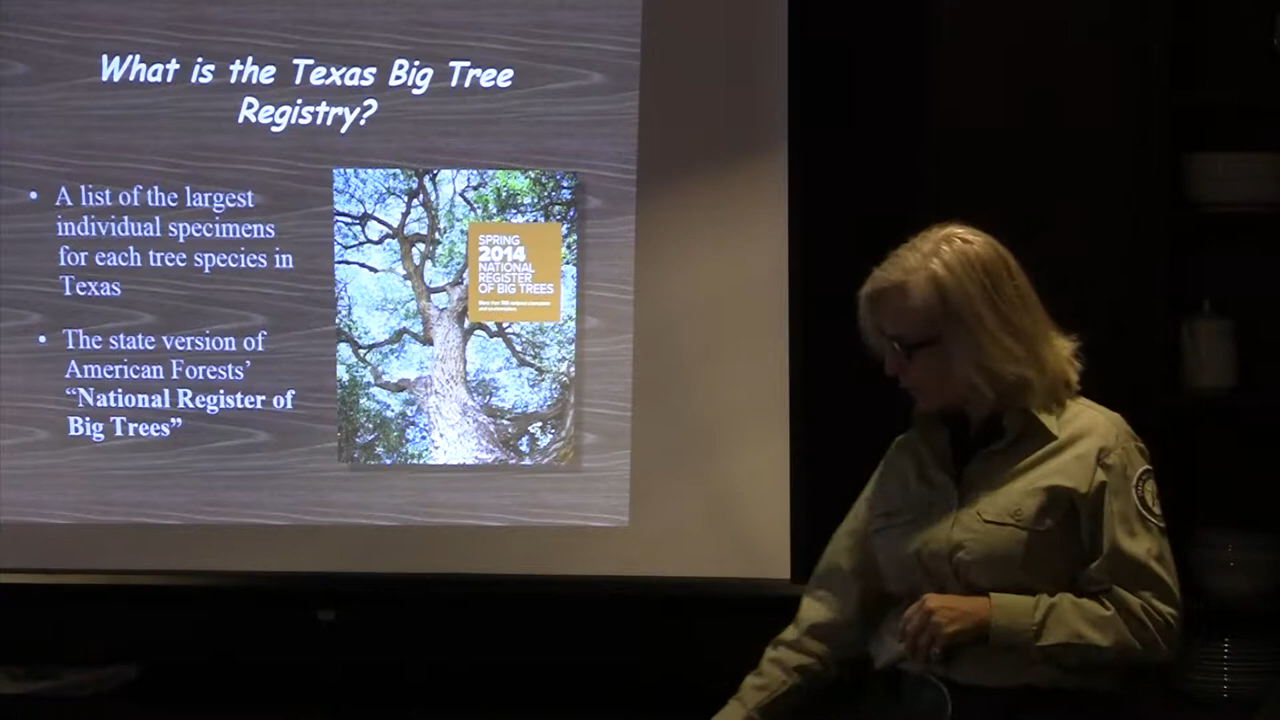 What is the Texas Big Tree
Registry?
• A list of the largest
individual specimens
for each tree species in
Texas
• The state version of
American Forests’
“National Register of
Big Trees”
SPRING
2014
NATIONAL
REGISTER
OF BIG TREES